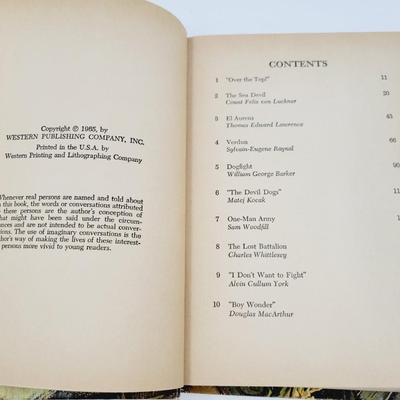 Copyright © 1965, by
WESTERN PUBLISHING COMPANY, INC.
Printed in the U.S.A. by
Western Printing and Lithographing Company
Whenever real persons are named and told about
in this book, the words or conversations attributed
these persons are the author's conception of
that might have been said under the circum-
ances and are not intended to be actual conver-
tions. The use of imaginary conversations is the
thor's way of making the lives of these interest-
persons more vivid to young readers.
CONTENTS
1 "Over the Top!" 11
2 The Sea Devil 20
Count Felix von Luckner
3 El Aurens 45
Thomas Edward Lawrence
4 Verdun 66
Sylvain-Eugene Raynal
5 Dogfight
William George Barker
6 "The Devil Dogs"
Matej Kocak
7 One-Man Army
Sam Woodfill
8 The Lost Battalion
Charles Whittlesey
9 "I Don't Want to Fight"
Alvin Cullum York
10 "Boy Wonder"
Douglas MacArthur